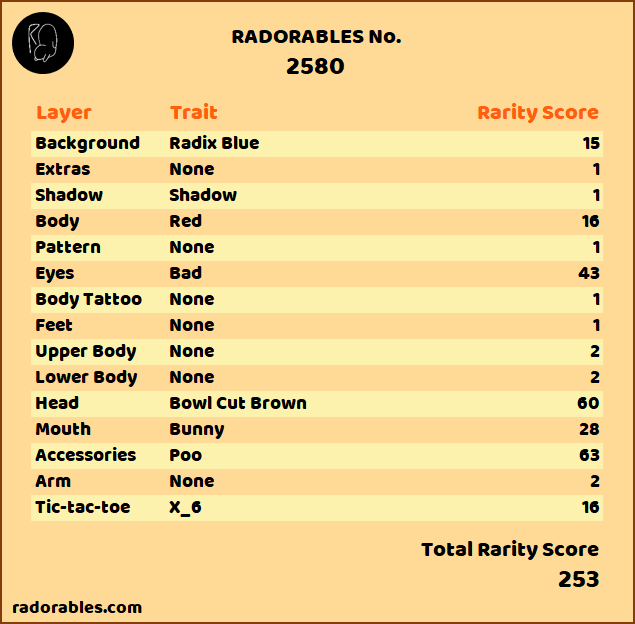 RADORABLES No.
2580
Layer Trait Rarity Score
Background Radix Blue 15
Extras None 1
Shadow Shadow 1
Body Red 16
Pattern None 1
Eyes Bad 43
Body Tattoo None 1
Feet None 1
Upper Body None 2
Lower Body None 2
Head Bowl Cut Brown 60
Mouth Bunny 28
Accessories Poo 63
Arm None 2
Tic-tac-toe X_6 16
Total Rarity Score
253
radorables.com